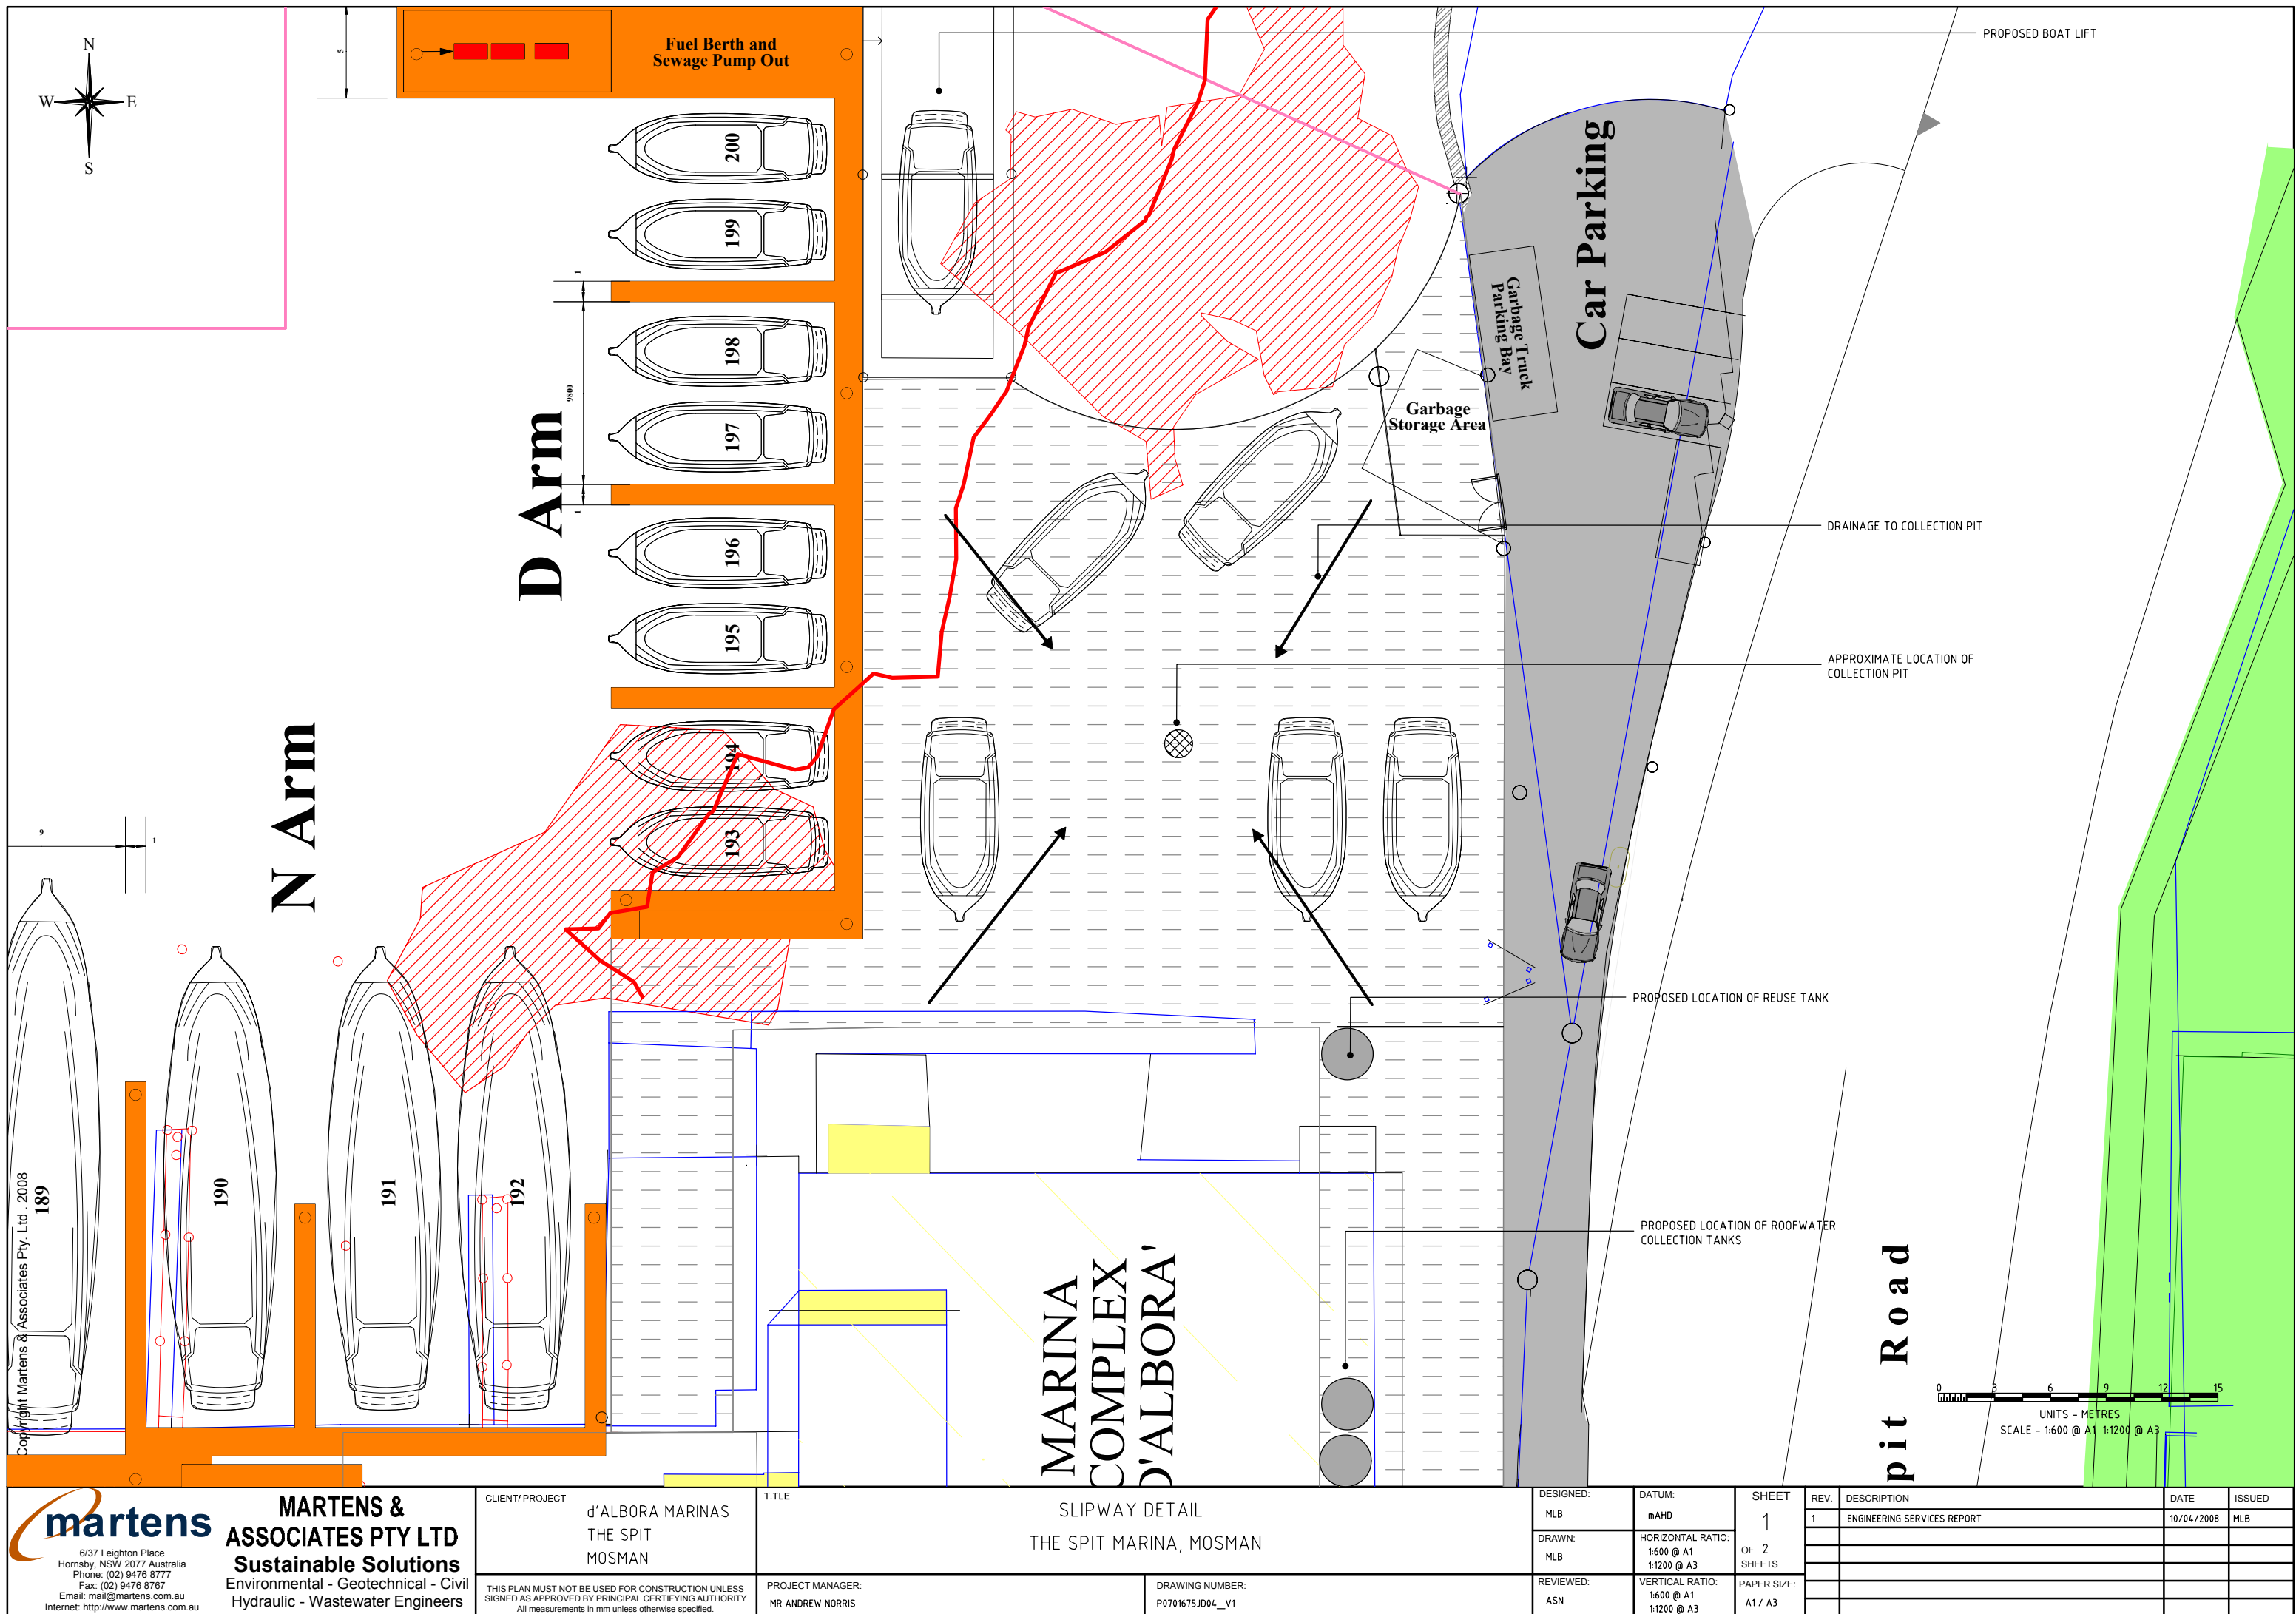 N
W
E
S
5
Fuel Berth and
Sewage Pump Out
PROPOSED BOAT LIFT
200
199
1
198
9800
197
1
196
195
194
193
D Arm
N Arm
9
1
Car Parking
Garbage Truck
Parking Bay
Garbage
Storage Area
DRAINAGE TO COLLECTION PIT
APPROXIMATE LOCATION OF
COLLECTION PIT
PROPOSED LOCATION OF REUSE TANK
PROPOSED LOCATION OF ROOFWATER
COLLECTION TANKS
189
190
191
192
MARINA
COMPLEX
D'ALBORA'
pit Road
0 3 6 9 12 15
UNITS - METRES
SCALE - 1:600 @ A1 1:1200 @ A3
Copyright Martens & Associates Pty. Ltd . 2008
martens
6/37 Leighton Place
Hornsby, NSW 2077 Australia
Phone: (02) 9476 8777
Fax: (02) 9476 8767
Email: mail@martens.com.au
Internet: http://www.martens.com.au
MARTENS &
ASSOCIATES PTY LTD
Sustainable Solutions
Environmental - Geotechnical - Civil
Hydraulic - Wastewater Engineers
CLIENT/ PROJECT
d'ALBORA MARINAS
THE SPIT
MOSMAN
THIS PLAN MUST NOT BE USED FOR CONSTRUCTION UNLESS
SIGNED AS APPROVED BY PRINCIPAL CERTIFYING AUTHORITY
All measurements in mm unless otherwise specified.
TITLE
SLIPWAY DETAIL
THE SPIT MARINA, MOSMAN
PROJECT MANAGER:
MR ANDREW NORRIS
DRAWING NUMBER:
P0701675JD04_V1
DESIGNED:
MLB
DRAWN:
MLB
REVIEWED:
ASN
DATUM:
mAHD
HORIZONTAL RATIO:
1:600 @ A1
1:1200 @ A3
VERTICAL RATIO:
1:600 @ A1
1:1200 @ A3
SHEET
1
OF 2
SHEETS
PAPER SIZE:
A1 / A3
REV. DESCRIPTION DATE ISSUED
1 ENGINEERING SERVICES REPORT 10/04/2008 MLB